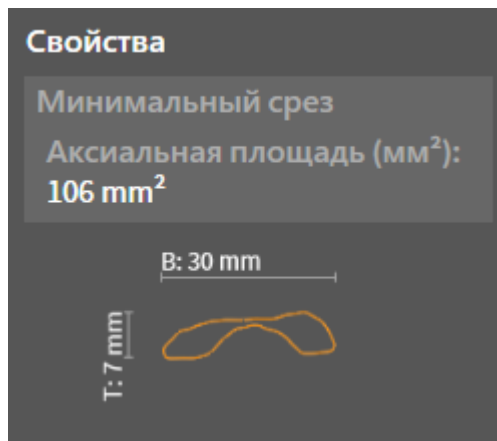 Свойства
Минимальный срез
Аксиальная площадь (мм²):
106 mm²
B: 30 mm
T: 7 mm